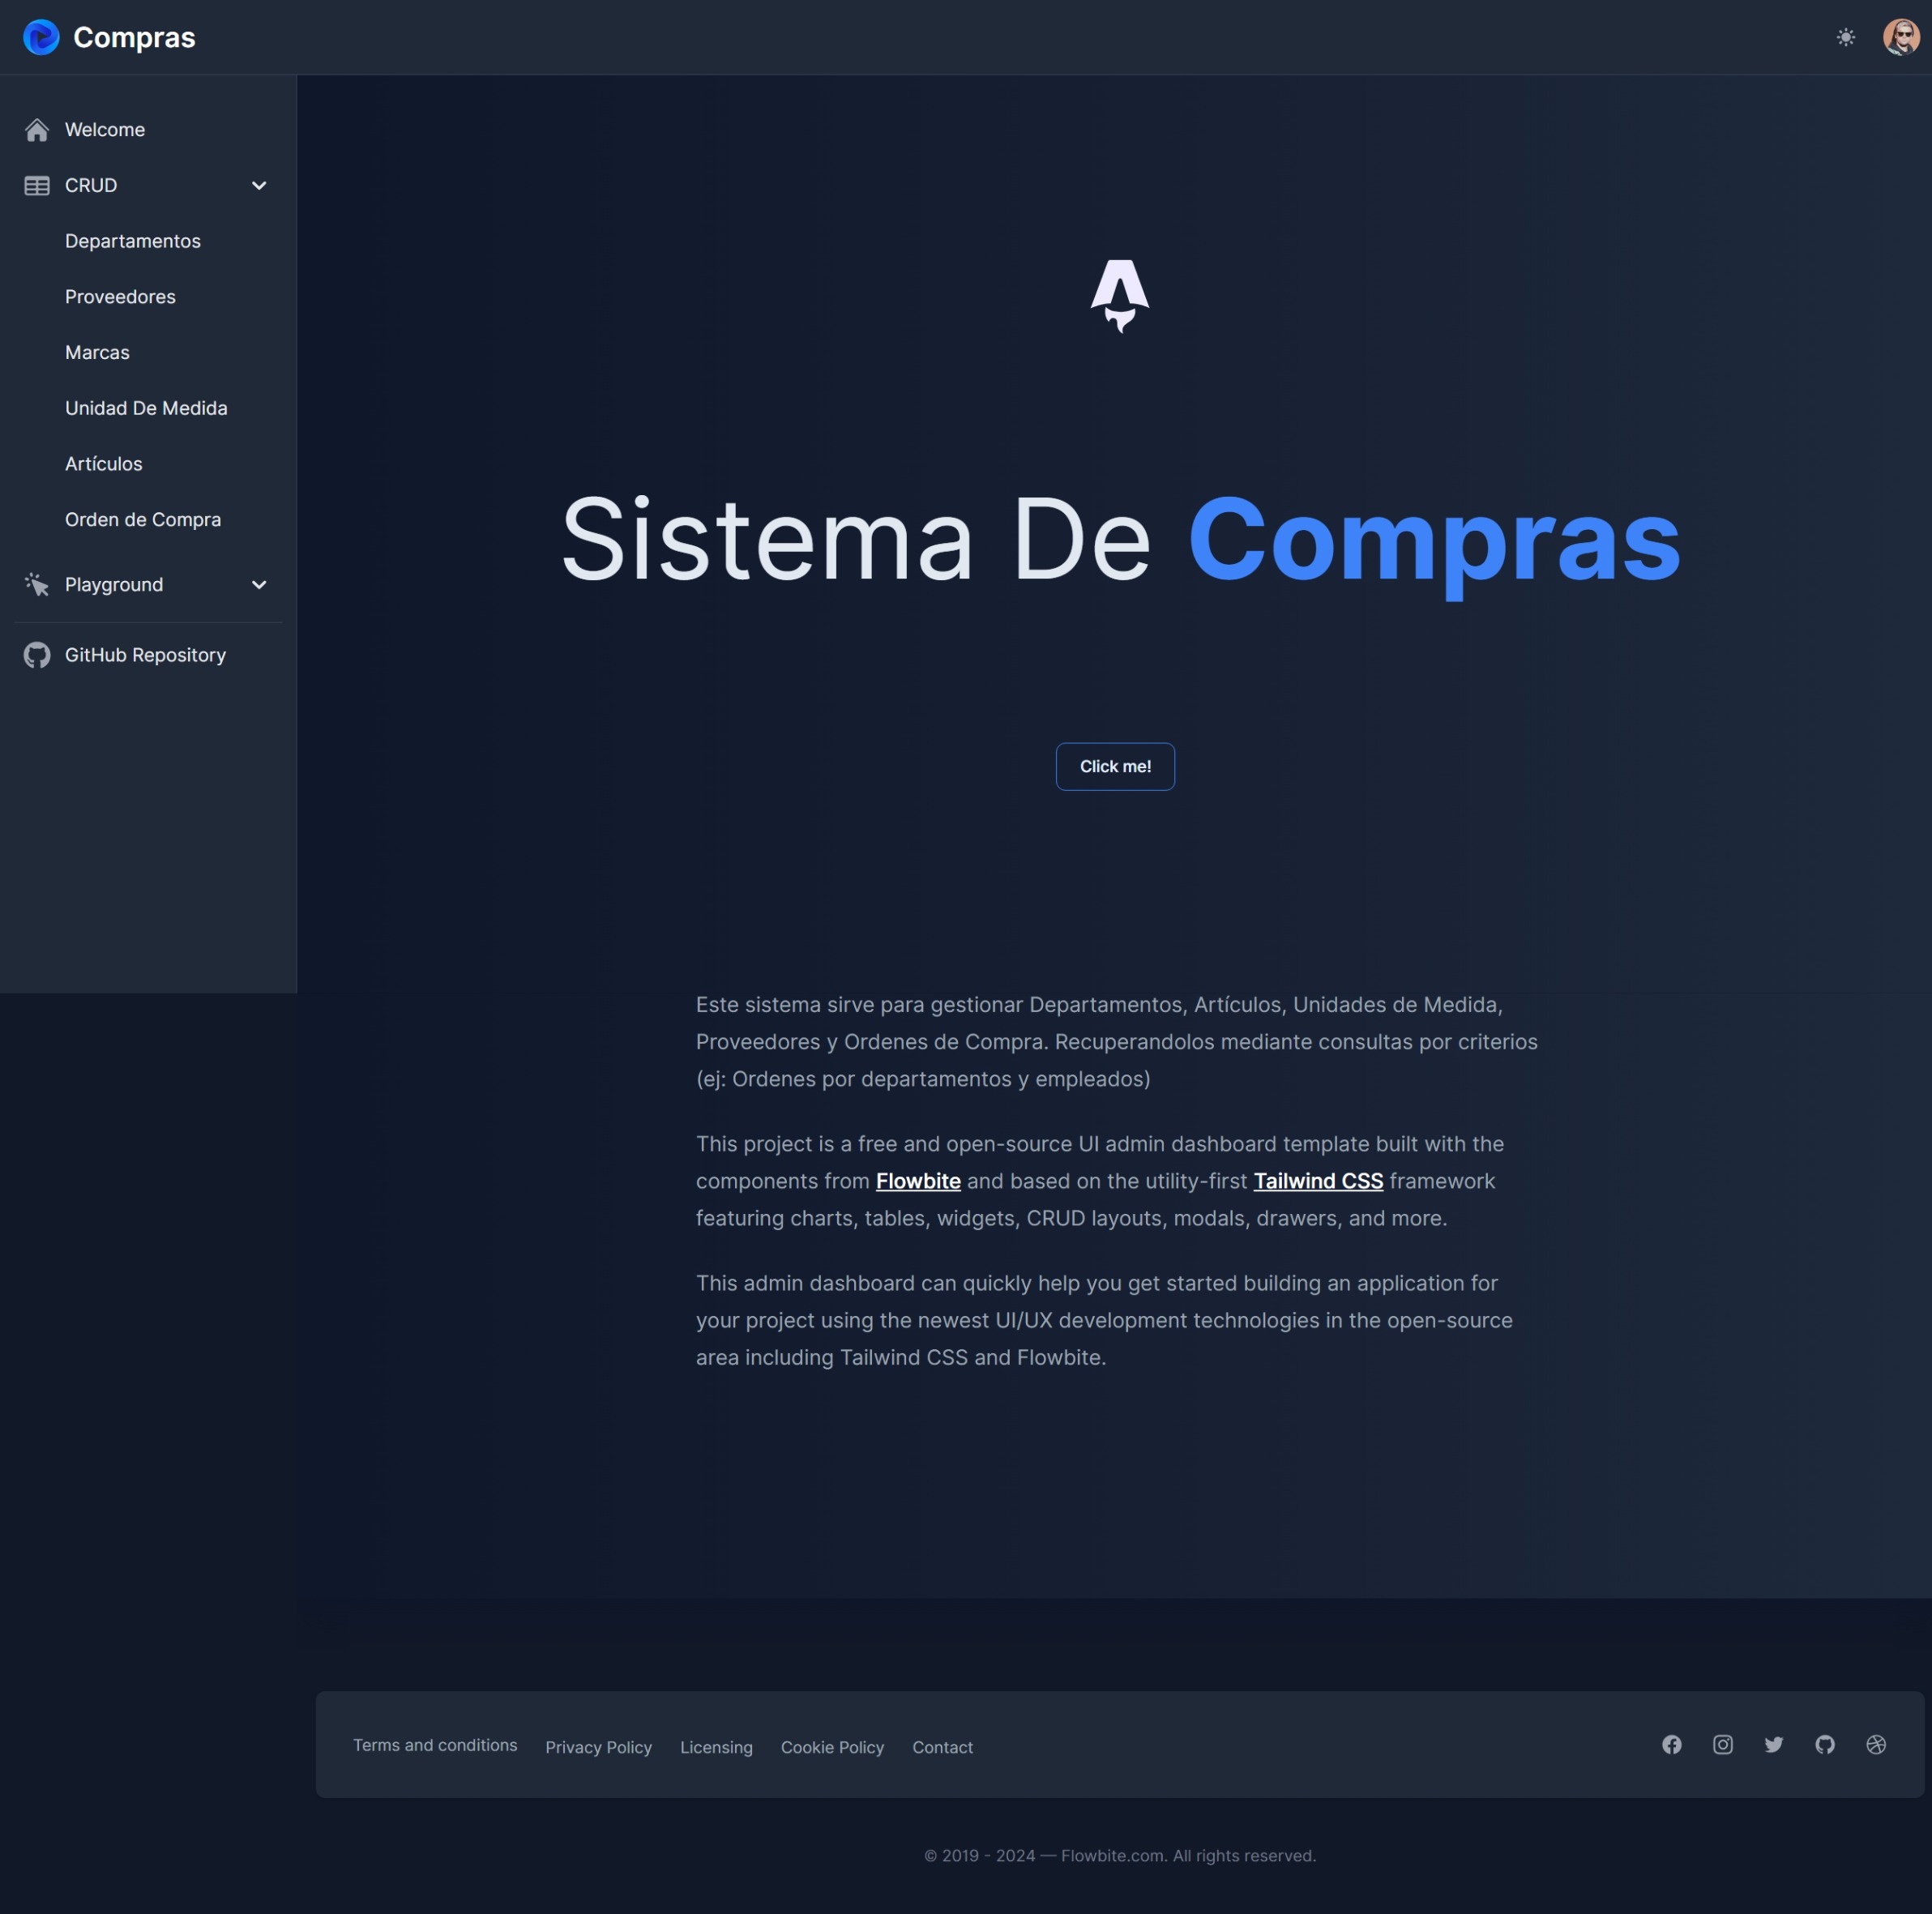 Compras
Welcome
CRUD
Departamentos
Proveedores
Marcas
Unidad De Medida
Artículos
Orden de Compra
Playground
GitHub Repository
Sistema De Compras
Click me!
Este sistema sirve para gestionar Departamentos, Artículos, Unidades de Medida,
Proveedores y Ordenes de Compra. Recuperandolos mediante consultas por criterios
(ej: Ordenes por departamentos y empleados)
This project is a free and open-source UI admin dashboard template built with the
components from Flowbite and based on the utility-first Tailwind CSS framework
featuring charts, tables, widgets, CRUD layouts, modals, drawers, and more.
This admin dashboard can quickly help you get started building an application for
your project using the newest UI/UX development technologies in the open-source
area including Tailwind CSS and Flowbite.
Terms and conditions Privacy Policy Licensing Cookie Policy Contact
© 2019 - 2024 — Flowbite.com. All rights reserved.